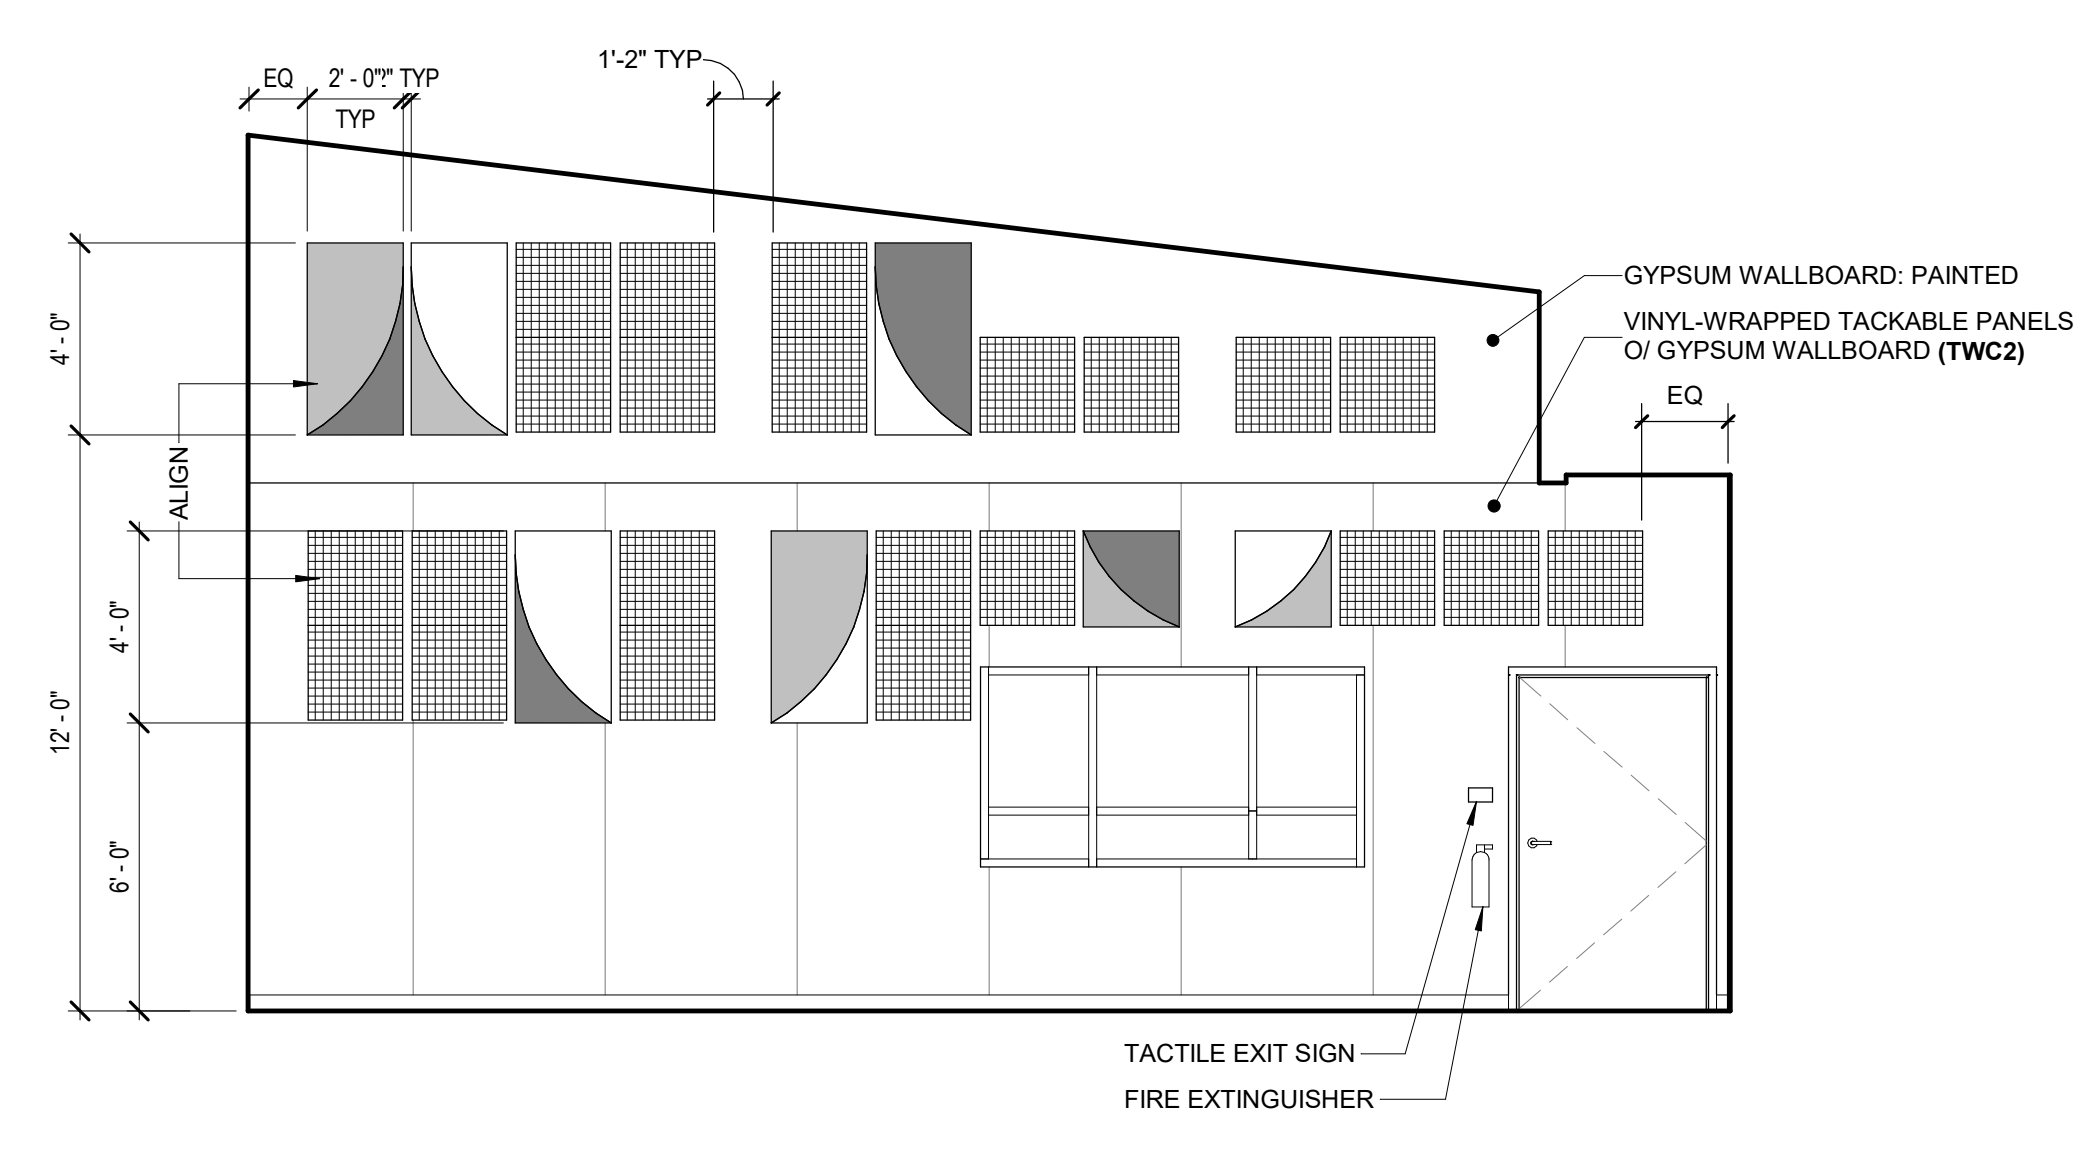 1'-2" TYP
EQ
2' - 0"
" TYP
TYP
GYPSUM WALLBOARD: PAINTED
VINYL-WRAPPED TACKABLE PANELS
O/ GYPSUM WALLBOARD (TWC2)
EQ
4' - 0"
ALIGN
4' - 0"
12' - 0"
6' - 0"
TACTILE EXIT SIGN
FIRE EXTINGUISHER